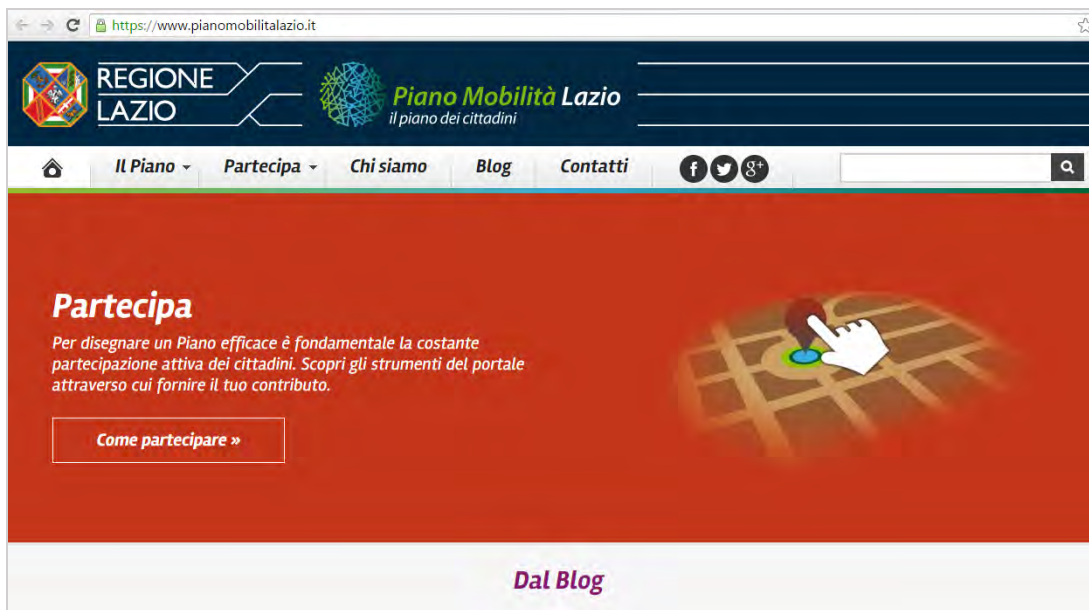 https://www.pianomobilitalazio.it
REGIONE
LAZIO
Piano Mobilità Lazio
il piano dei cittadini
Il Piano
Partecipa
Chi siamo
Blog
Contatti
Partecipa
Per disegnare un Piano efficace è fondamentale la costante
partecipazione attiva dei cittadini. Scopri gli strumenti del portale
attraverso cui fornire il tuo contributo.
Come partecipare »
Dal Blog